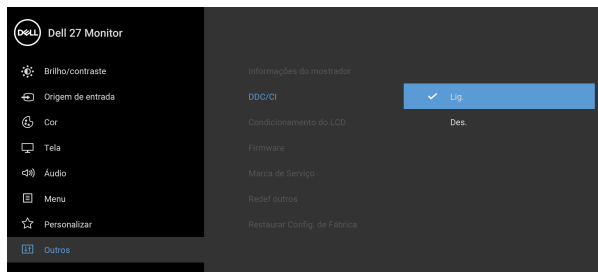 DELL
Dell 27 Monitor
Brilho/contraste
Informações do mostrador
Origem de entrada
DDC/CI
Lig.
Cor
Condicionamento do LCD
Des.
Tela
Firmware
Áudio
Marca de Serviço
Menu
Redef outros
Personalizar
Restaurar Config. de Fábrica
Outros